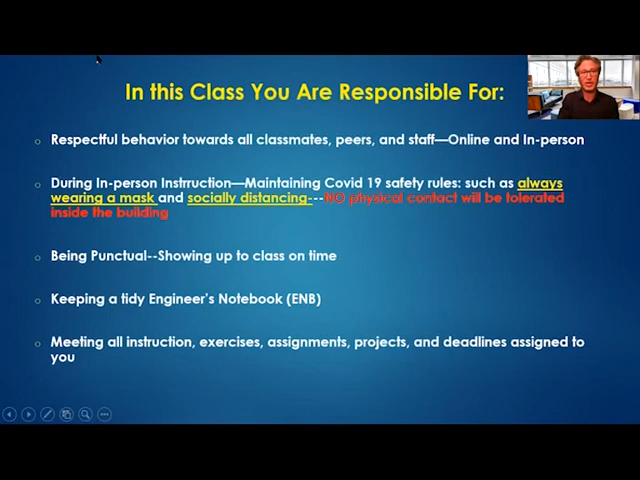 In this Class You Are Responsible For:
Respectful behavior towards all classmates, peers, and staff—Online and In-person
During In-person Instrruction—Maintaining Covid 19 safety rules: such as always
wearing a mask and socially distancing---NO physical contact will be tolerated
inside the building
Being Punctual--Showing up to class on time
Keeping a tidy Engineer's Notebook (ENB)
Meeting all instruction, exercises, assignments, projects, and deadlines assigned to
you